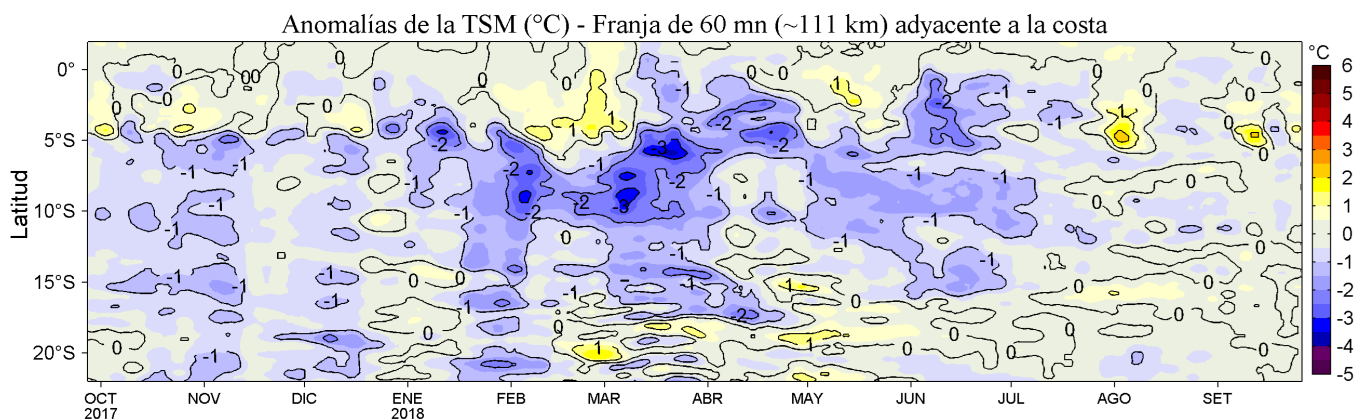 Anomalías de la TSM (°C) - Franja de 60 mn (~111 km) adyacente a la costa
°C
Latitud
0°
5°S
10°S
15°S
20°S
6
5
4
3
2
1
0
-1
-2
-3
-4
-5
OCT NOV DIC ENE FEB MAR ABR MAY JUN JUL AGO SET
2017 2018